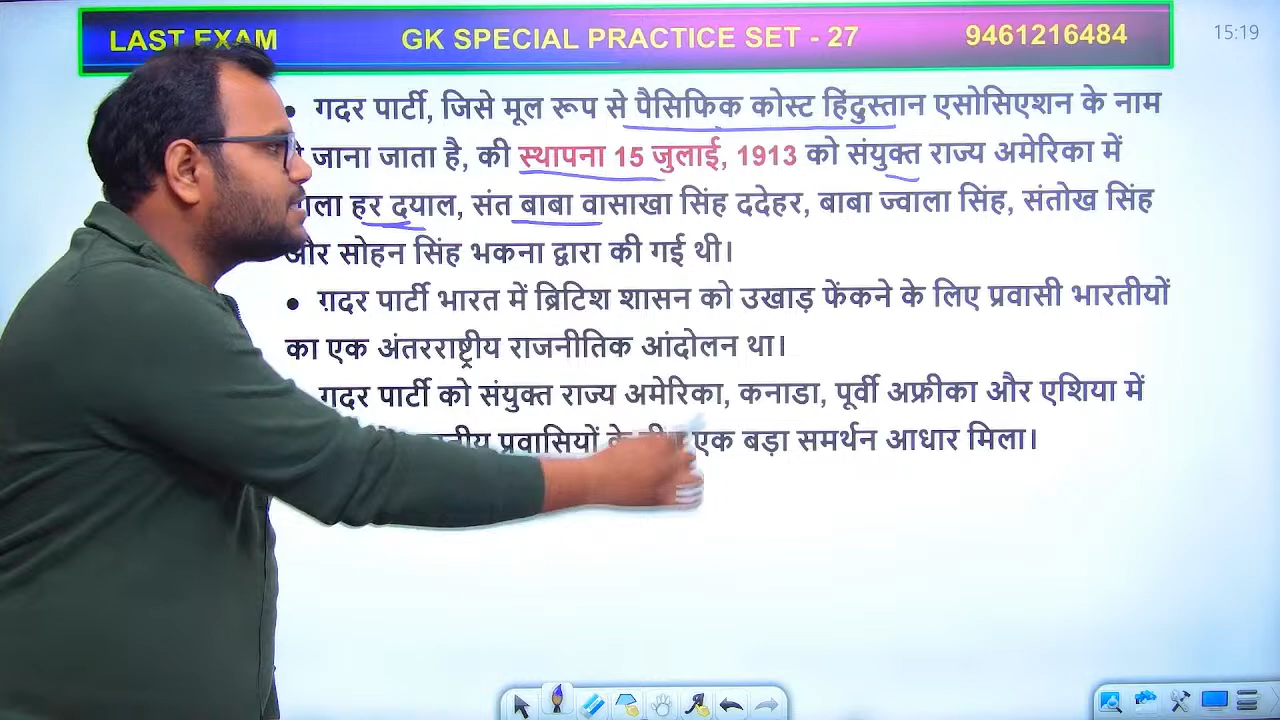 LAST EXAM GK SPECIAL PRACTICE SET - 27 9461216484 15:19
• गदर पार्टी, जिसे मूल रूप से पैसिफिक कोस्ट हिंदुस्तान एसोसिएशन के नाम
जाना जाता है, की स्थापना 15 जुलाई, 1913 को संयुक्त राज्य अमेरिका में
हर दयाल, संत बाबा वासाखा सिंह ददेहर, बाबा ज्वाला सिंह, संतोख सिंह
और सोहन सिंह भकना द्वारा की गई थी।
• ग़दर पार्टी भारत में ब्रिटिश शासन को उखाड़ फेंकने के लिए प्रवासी भारतीयों
का एक अंतरराष्ट्रीय राजनीतिक आंदोलन था।
गदर पार्टी को संयुक्त राज्य अमेरिका, कनाडा, पूर्वी अफ्रीका और एशिया में
प्रवासियों के एक बड़ा समर्थन आधार मिला।